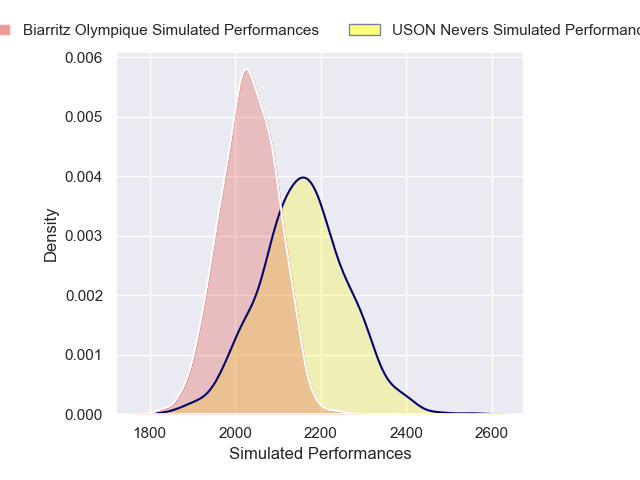 Biarritz Olympique Simulated Performances USON Nevers Simulated
0.006
0.005
0.004
0.003
0.002
0.001
0.000
Density
1800 2000 2200 2400 2600
Simulated Performances